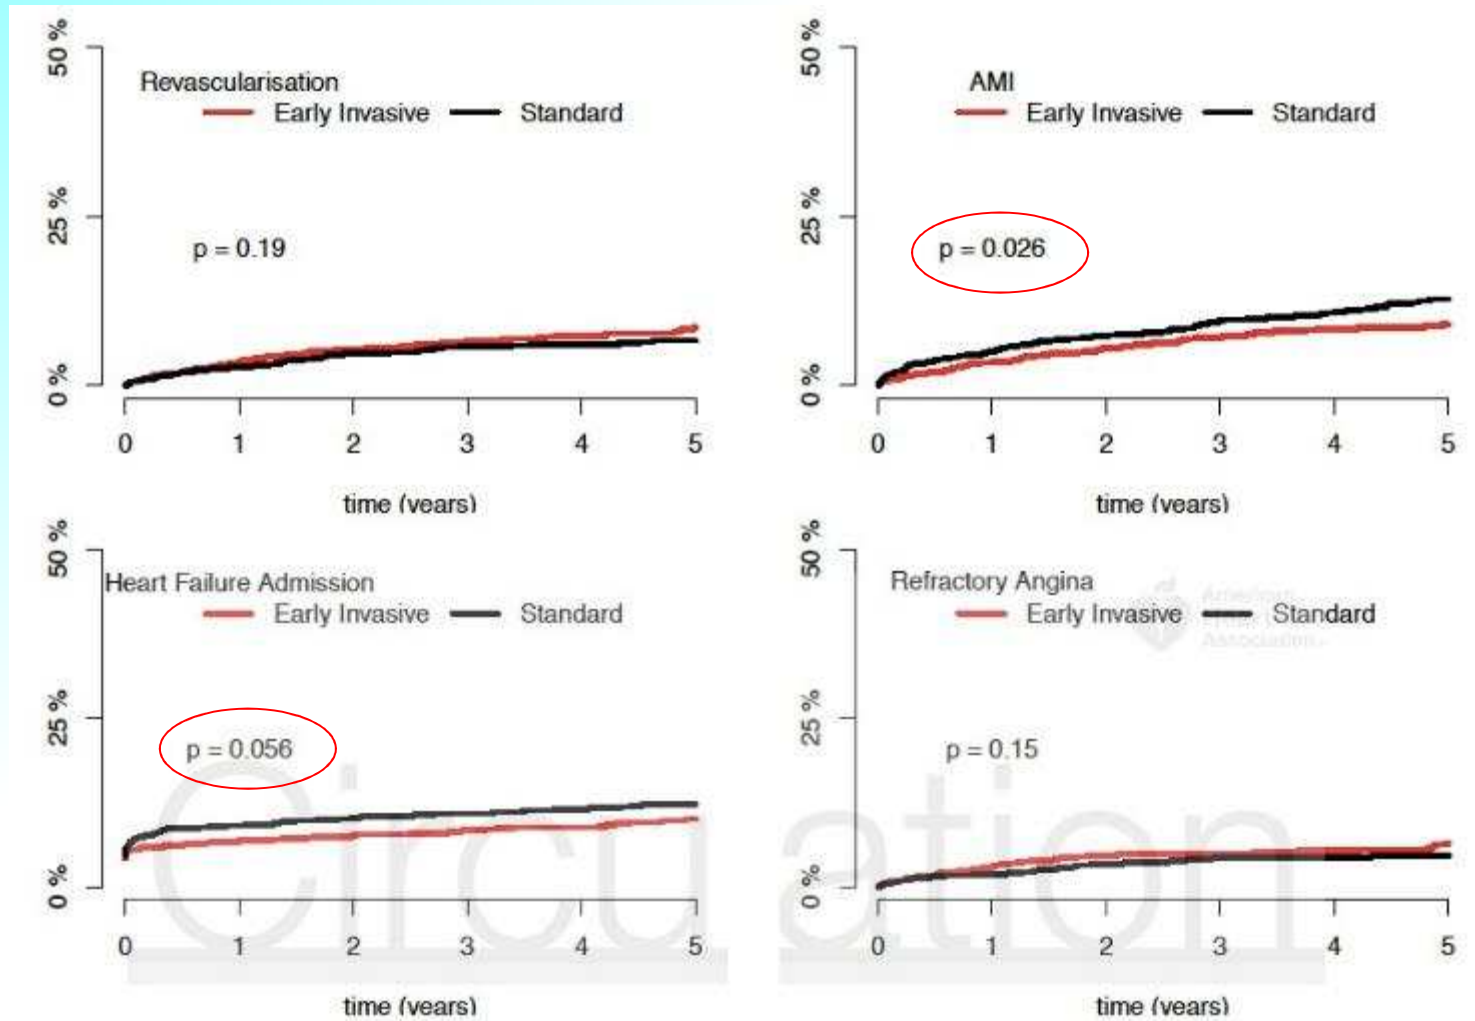 50 %
25 %
0 %
Revascularisation
Early Invasive Standard
p = 0.19
0 1 2 3 4 5
time (years)
50 %
25 %
0 %
AMI
Early Invasive Standard
p = 0.026
0 1 2 3 4 5
time (years)
50 %
25 %
0 %
Heart Failure Admission
Early Invasive Standard
p = 0.056
0 1 2 3 4 5
time (years)
50 %
25 %
0 %
Refractory Angina
American
Early Invasive Standard
Association
p = 0.15
0 1 2 3 4 5
time (years)
Circulation